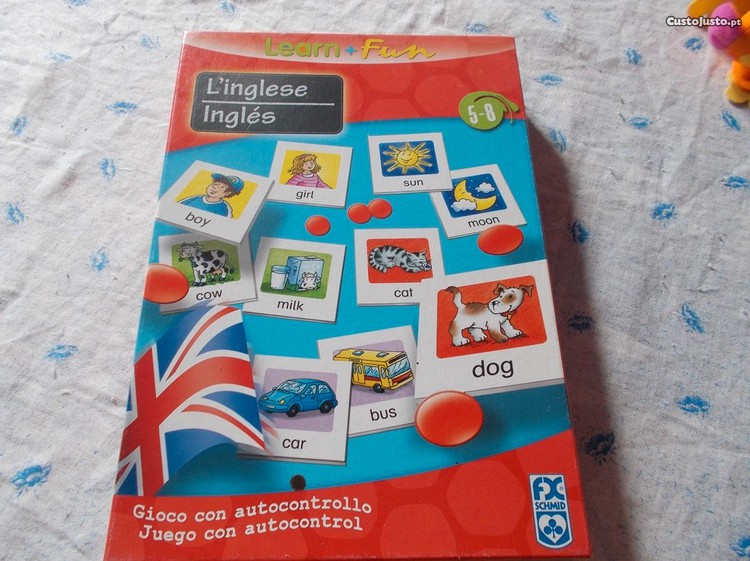 CustoJusto.pt
Learn + Fun
L'inglese
Inglés
5-8
girl
sun
boy
moon
cow
milk
cat
dog
car
bus
Gioco con autocontrollo
Juego con autocontrol
FX
SCHMID